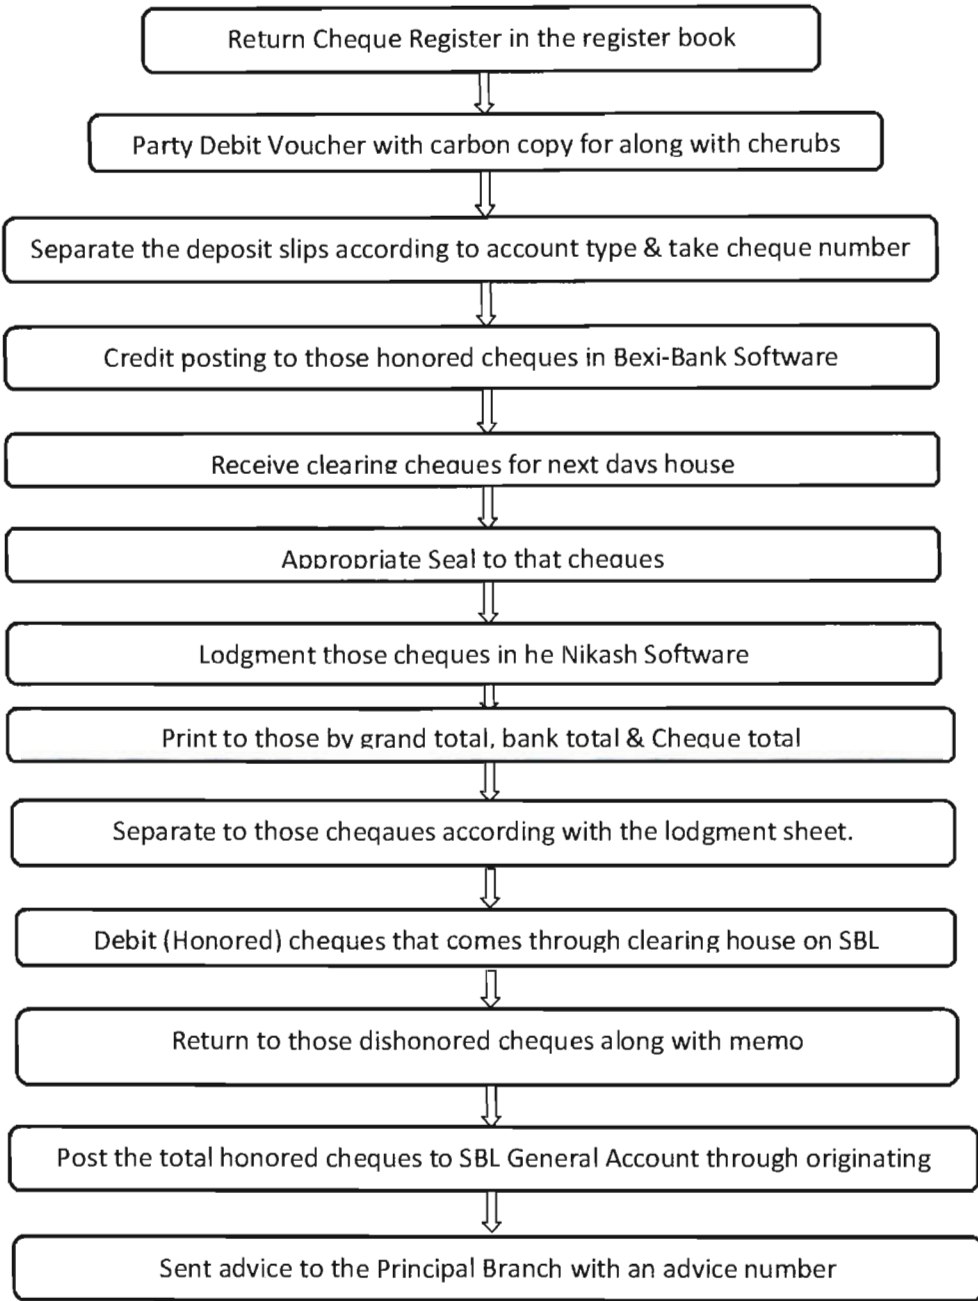 Return Cheque Register in the register book
Party Debit Voucher with carbon copy for along with cherubs
Separate the deposit slips according to account type & take cheque number
Credit posting to those honored cheques in Bexi-Bank Software
Receive clearing cheques for next days house
Appropriate Seal to that cheques
Lodgment those cheques in he Nikash Software
Print to those by grand total, bank total & Cheque total
Separate to those cheqaues according with the lodgment sheet.
Debit (Honored) cheques that comes through clearing house on SBL
Return to those dishonored cheques along with memo
Post the total honored cheques to SBL General Account through originating
Sent advice to the Principal Branch with an advice number